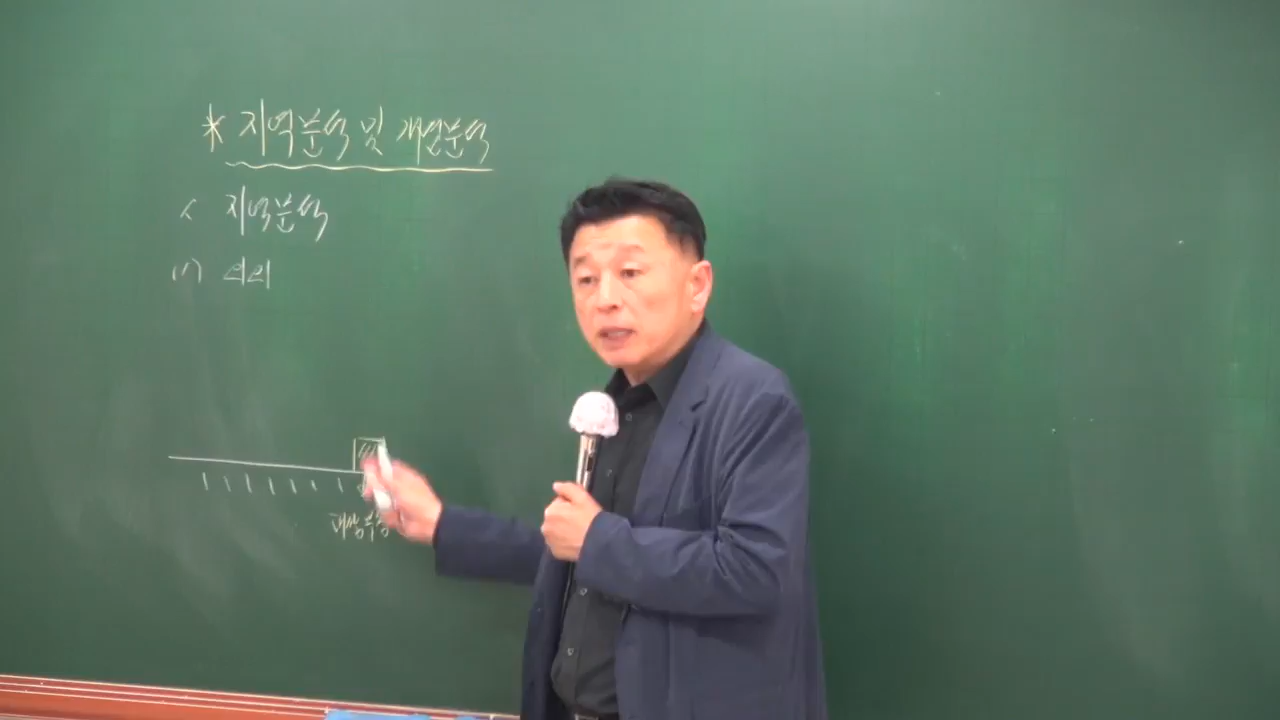 * 지역분석 및 개별분석
1. 지역분석
(1) 의의
대상부동